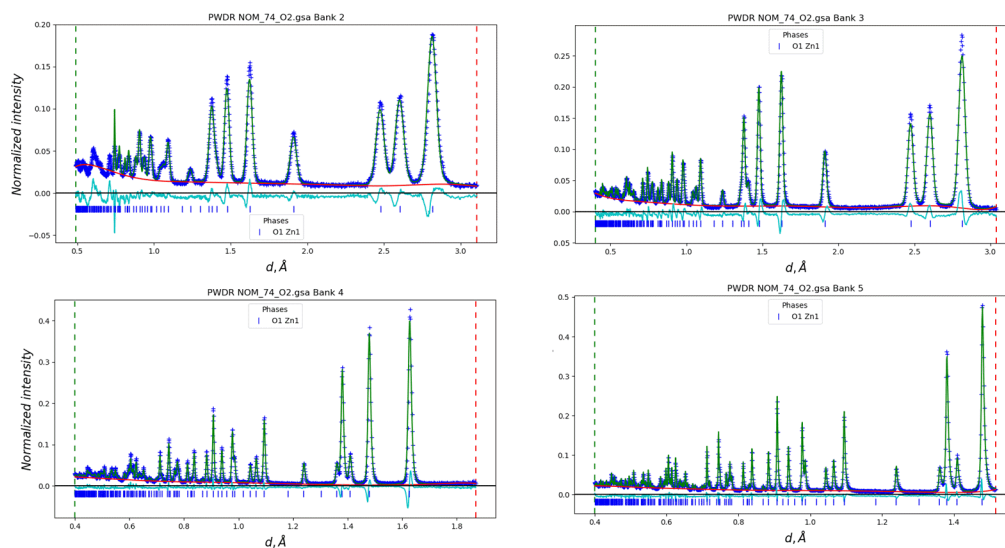 PWDR NOM_74_O2.gsa Bank 2
0.20
0.15
0.10
0.05
0.00
−0.05
Normalized intensity
Phases
O1 Zn1
0.5 1.0 1.5 2.0 2.5 3.0
d, Å
PWDR NOM_74_O2.gsa Bank 3
Phases
O1 Zn1
0.25
0.20
0.15
0.10
0.05
0.00
0.05
0.5 1.0 1.5 2.0 2.5 3.0
d, Å
PWDR NOM_74_O2.gsa Bank 4
Phases
O1 Zn1
0.4
0.3
0.2
0.1
0.0
Normalized intensity
0.4 0.6 0.8 1.0 1.2 1.4 1.6 1.8
d, Å
PWDR NOM_74_O2.gsa Bank 5
Phases
O1 Zn1
0.5
0.4
0.3
0.2
0.1
0.0
0.4 0.6 0.8 1.0 1.2 1.4
d, Å